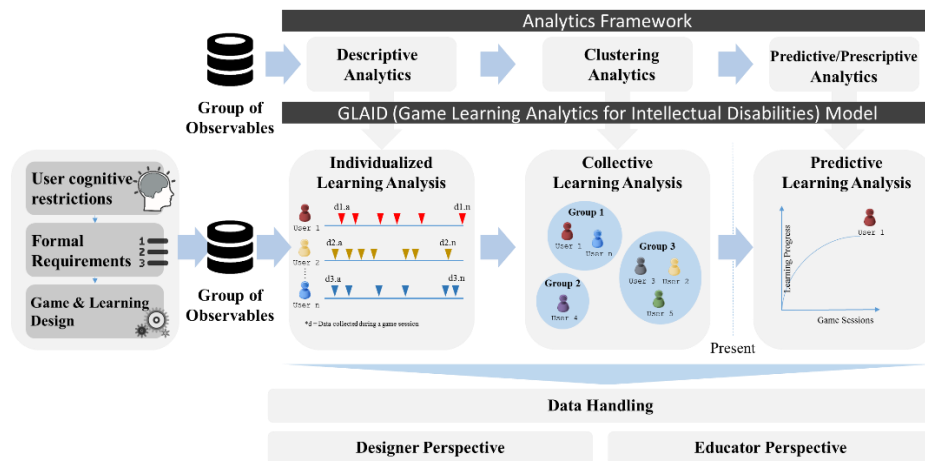 Analytics Framework
Group of
Observables
Descriptive
Analytics
Clustering
Analytics
Predictive/Prescriptive
Analytics
GLAID (Game Learning Analytics for Intellectual Disabilities) Model
User cognitive-
restrictions
Formal
Requirements
1
2
3
Game & Learning
Design
Group of
Observables
Individualized
Learning Analysis
d1.a
d1.n
User 1
d2.a
d2.n
User 2
d3.a
d3.n
User n
*d = Data collected during a game session
Collective
Learning Analysis
Group 1
User 1
User n
Group 3
User 3
User 2
User 5
Group 2
User 4
Present
Predictive
Learning Analysis
Learning Progress
User 1
Game Sessions
Data Handling
Designer Perspective
Educator Perspective